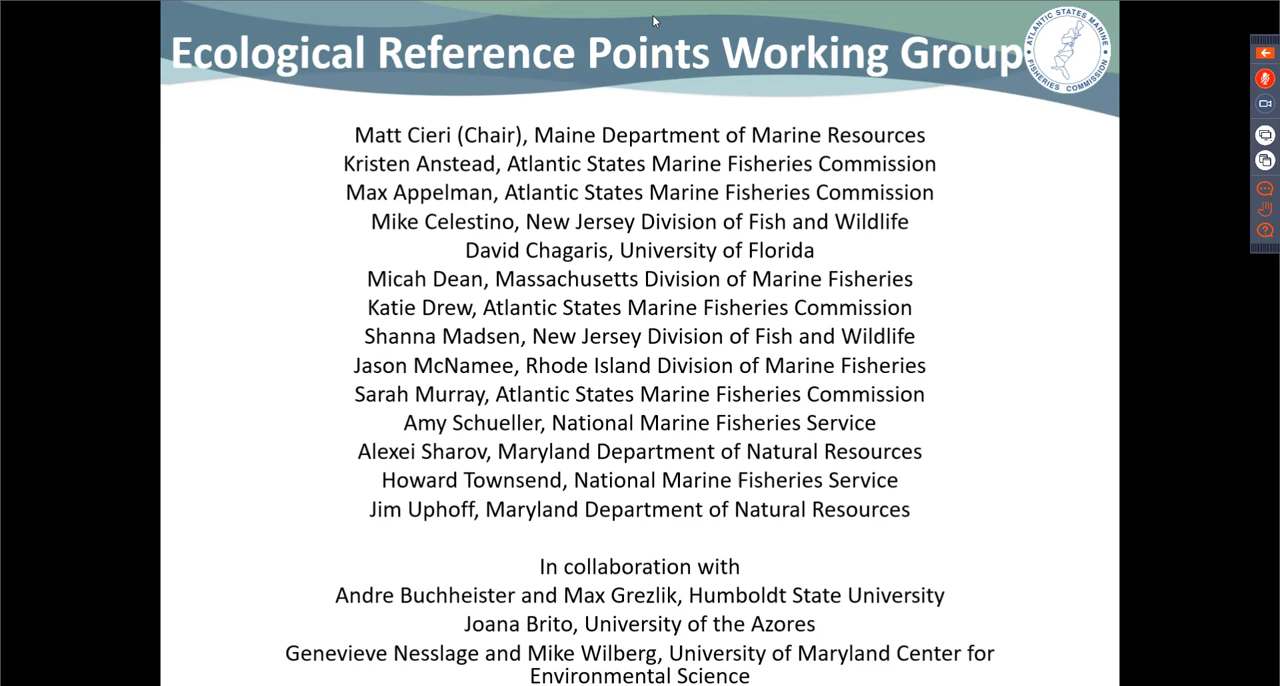 Ecological Reference Points Working Group
ATLANTIC STATES MARINE
FISHERIES COMMISSION
Matt Cieri (Chair), Maine Department of Marine Resources
Kristen Anstead, Atlantic States Marine Fisheries Commission
Max Appelman, Atlantic States Marine Fisheries Commission
Mike Celestino, New Jersey Division of Fish and Wildlife
David Chagaris, University of Florida
Micah Dean, Massachusetts Division of Marine Fisheries
Katie Drew, Atlantic States Marine Fisheries Commission
Shanna Madsen, New Jersey Division of Fish and Wildlife
Jason McNamee, Rhode Island Division of Marine Fisheries
Sarah Murray, Atlantic States Marine Fisheries Commission
Amy Schueller, National Marine Fisheries Service
Alexei Sharov, Maryland Department of Natural Resources
Howard Townsend, National Marine Fisheries Service
Jim Uphoff, Maryland Department of Natural Resources
In collaboration with
Andre Buchheister and Max Grezlik, Humboldt State University
Joana Brito, University of the Azores
Genevieve Nesslage and Mike Wilberg, University of Maryland Center for
Environmental Science